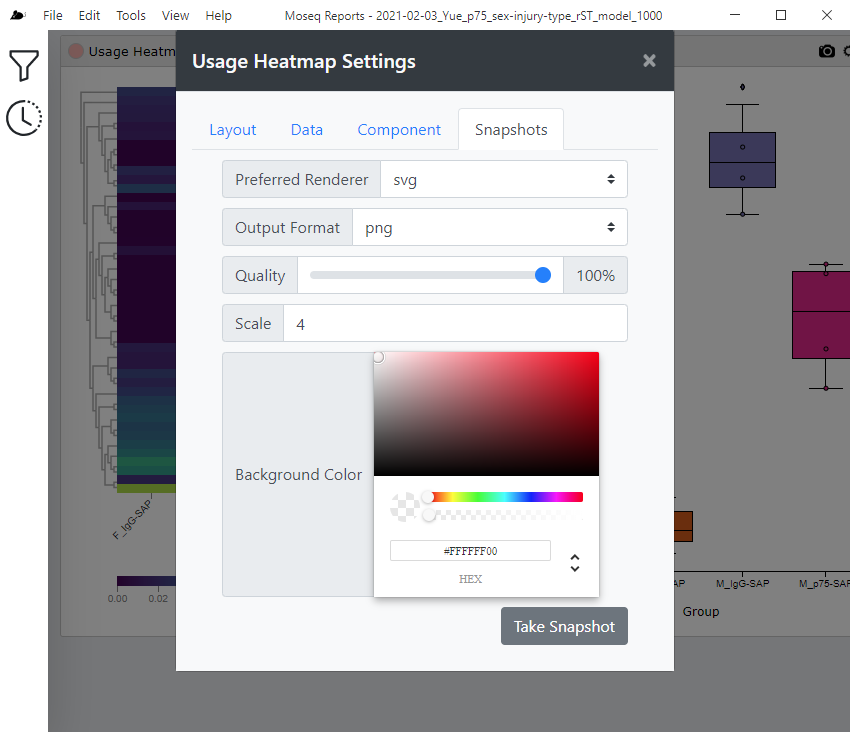 File Edit Tools View Help Moseq Reports - 2021-02-03_Yue_p75_sex-injury-type_rST_model_1000
Usage Heatm
Usage Heatmap Settings ×
Layout Data Component Snapshots
Preferred Renderer svg
Output Format png
Quality 100%
Scale 4
Background Color
#FFFFFF00
HEX
Take Snapshot
F_IgG-SAP
0.00 0.02
AP M_IgG-SAP M_p75-SAP
Group